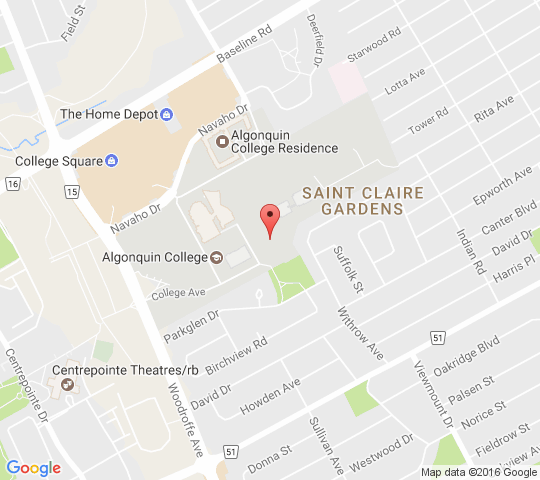 Field St
Baseline Rd
Deerfield Dr
Starwood Rd
Lotta Ave
Tower Rd
Rita Ave
The Home Depot
Navaho Dr
Algonquin
College Residence
College Square
16
15
SAINT CLAIRE
GARDENS
Epworth Ave
Canter Blvd
David Dr
Harris Pl
Indian Rd
Navaho Dr
Algonquin College
Suffolk St
College Ave
Parkglen Dr
Withrow Ave
51
Birchview Rd
Oakridge Blvd
Centrepointe Dr
Centrepointe Theatres/rb
David Dr
Howden Ave
Viewmount Dr
Palsen St
Norice St
Woodroffe Ave
Sullivan Ave
Westwood Dr
Fieldrow St
51
Donna St
Google
Map data ©2016 Google